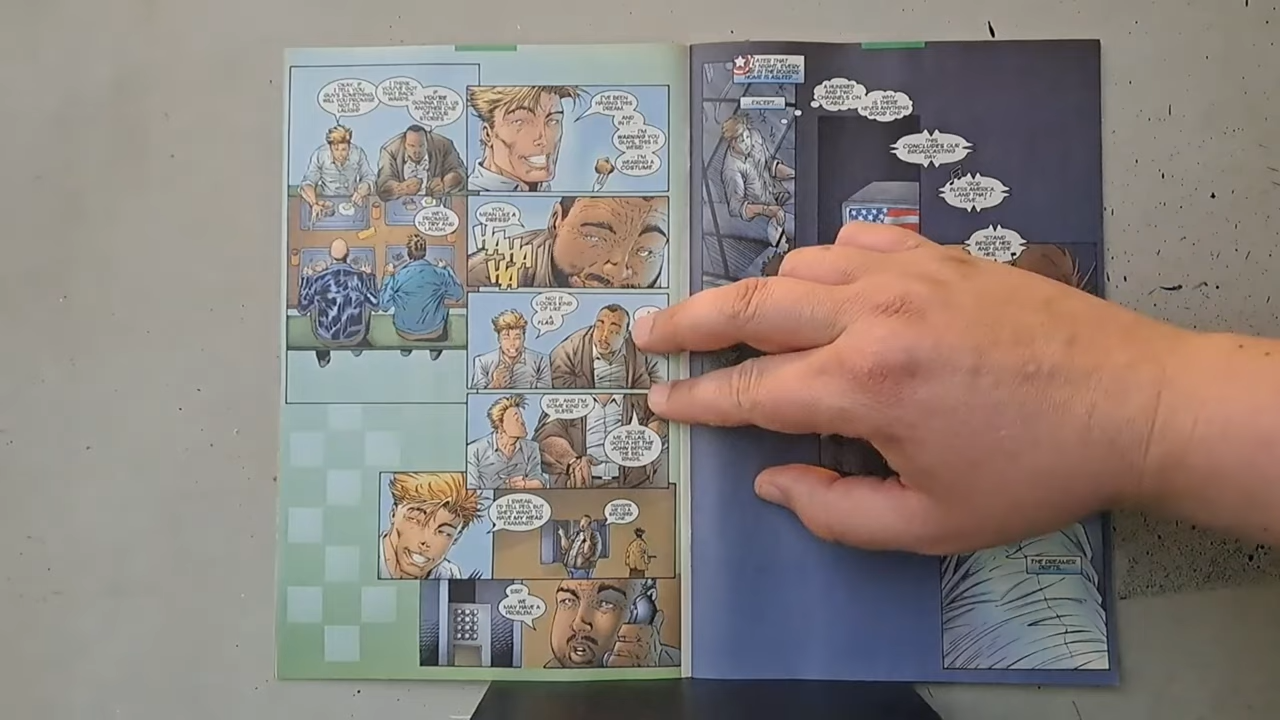 OKAY, IF
I TELL YOU
GUYS SOMETHING,
WILL YOU PROMISE
NOT TO
LAUGH?
I THINK
YOU'VE GOT
THAT BACK-
WARDS.
IF
YOU'RE
GONNA TELL US
ANOTHER ONE
OF YOUR
STORIES --
-- WE'LL
PROMISE
TO TRY AND
LAUGH.
I'VE BEEN
HAVING THIS
DREAM.
AND
IN IT --
-- I'M
WARNING YOU
GUYS, THIS IS
WEIRD --
-- I'M
WEARING A
COSTUME.
YOU
MEAN LIKE A
DRESS?
HAHAHA
HA
NO! IT
LOOKS KIND
OF LIKE...
A
FLAG.
YEP, AND I'M
SOME KIND OF
SUPER --
-- 'SCUSE
ME, FELLAS, I
GOTTA HIT THE
JOHN BEFORE
THE BELL
RINGS.
I SWEAR,
I'D TELL PEG, BUT
SHE'D WANT TO
HAVE MY HEAD
EXAMINED.
TRANSFER
ME TO A
SECURED
LINE.
SIR?
WE
MAY HAVE A
PROBLEM...
LATER THAT
NIGHT, EVERY
IN THE ROGERS'
HOME IS ASLEEP...
...EXCEPT...
A HUNDRED
AND TWO
CHANNELS ON
CABLE...
WHY
IS THERE
NEVER ANYTHING
GOOD ON?
THIS
CONCLUDES OUR
BROADCASTING
DAY.
"GOD
BLESS AMERICA,
LAND THAT I
LOVE..."
"STAND
BESIDE HER,
AND GUIDE
HER..."
THE DREAMER
DRIFTS...